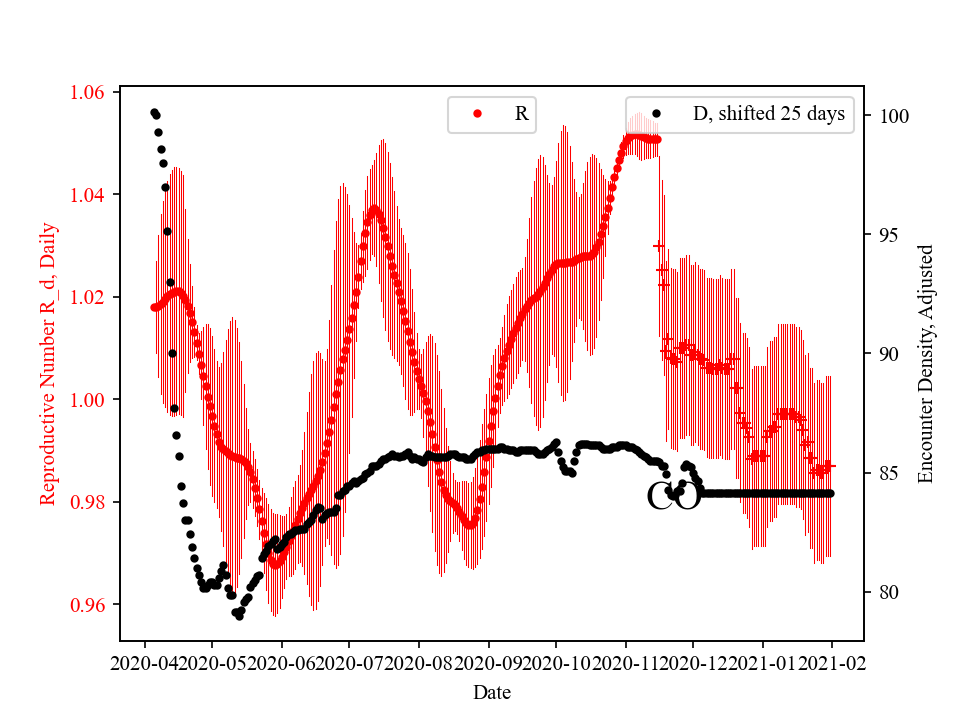 R
D, shifted 25 days
1.06
1.04
1.02
1.00
0.98
0.96
Reproductive Number R_d, Daily
100
95
90
85
80
Encounter Density, Adjusted
CO
2020-04 2020-05 2020-06 2020-07 2020-08 2020-09 2020-10 2020-11 2020-12 2021-01 2021-02
Date